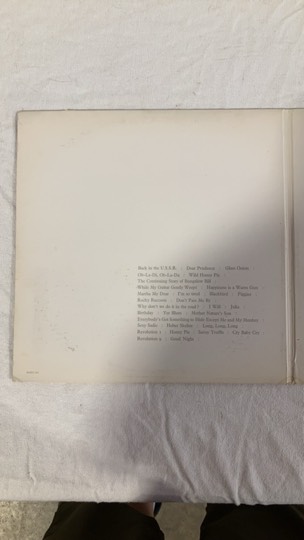 Back in the U.S.S.R. · Dear Prudence · Glass Onion
Ob-La-Di, Ob-La-Da · Wild Honey Pie
The Continuing Story of Bungalow Bill
While My Guitar Gently Weeps · Happiness is a Warm Gun
Martha My Dear · I'm so tired · Blackbird · Piggies
Rocky Raccoon · Don't Pass Me By
Why don't we do it in the road? · I Will · Julia
Birthday · Yer Blues · Mother Nature's Son
Everybody's Got Something to Hide Except Me and My Monkey
Sexy Sadie · Helter Skelter · Long, Long, Long
Revolution 1 · Honey Pie · Savoy Truffle · Cry Baby Cry
Revolution 9 · Good Night